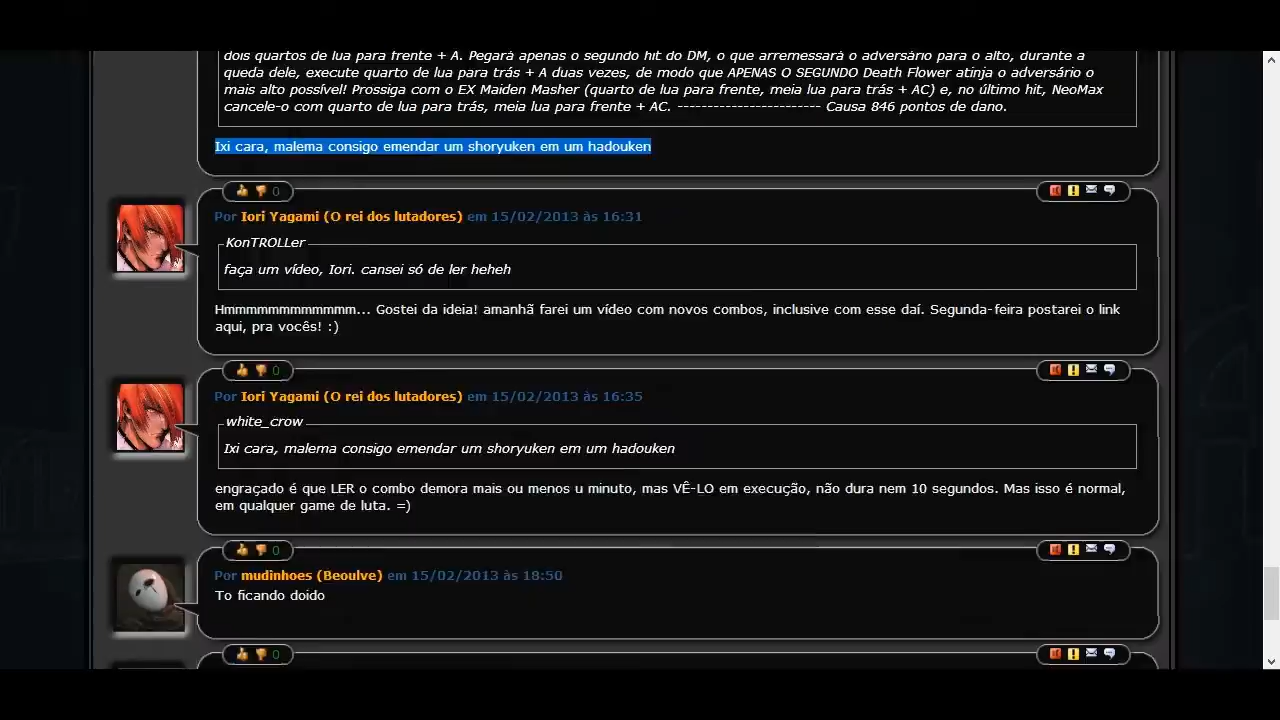 dois quartos de lua para frente + A. Pegará apenas o segundo hit do DM, o que arremessará o adversário para o alto, durante a
queda dele, execute quarto de lua para trás + A duas vezes, de modo que APENAS O SEGUNDO Death Flower atinja o adversário o
mais alto possível! Prossiga com o EX Maiden Masher (quarto de lua para frente, meia lua para trás + AC) e, no último hit, NeoMax
cancele-o com quarto de lua para trás, meia lua para frente + AC. ------------------------ Causa 846 pontos de dano.
Ixi cara, malema consigo emendar um shoryuken em um hadouken
0
Por Iori Yagami (O rei dos lutadores) em 15/02/2013 às 16:31
KonTROLLer
faça um vídeo, Iori. cansei só de ler heheh
Hmmmmmmmmmmmm... Gostei da ideia! amanhã farei um vídeo com novos combos, inclusive com esse daí. Segunda-feira postarei o link
aqui, pra vocês! :)
0
Por Iori Yagami (O rei dos lutadores) em 15/02/2013 às 16:35
white_crow
Ixi cara, malema consigo emendar um shoryuken em um hadouken
engraçado é que LER o combo demora mais ou menos u minuto, mas VÊ-LO em execução, não dura nem 10 segundos. Mas isso é normal,
em qualquer game de luta. =)
0
Por mudinhoes (Beoulve) em 15/02/2013 às 18:50
To ficando doido
0